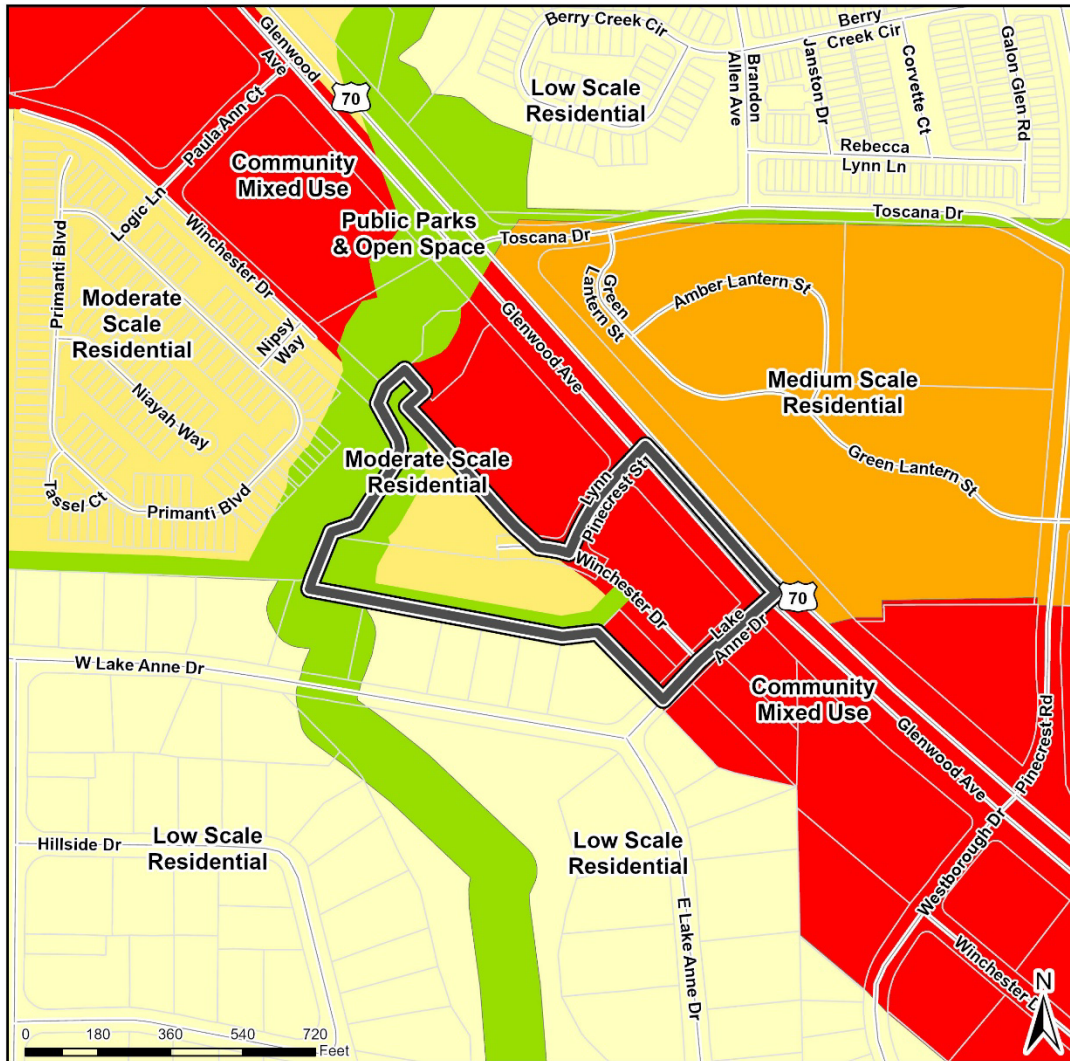 Berry Creek Cir
Berry
Creek Cir
Glenwood
Ave
70
Brandon
Allen Ave
Janston Dr
Corvette Ct
Galon Glen Rd
Low Scale
Residential
Rebecca
Lynn Ln
Paula Ann Ct
Community
Mixed Use
Logic Ln
Winchester Dr
Primanti Blvd
Public Parks
& Open Space
Toscana Dr
Toscana Dr
Green
Lantern St
Amber Lantern St
Moderate
Scale
Residential
Nipsy
Way
Glenwood Ave
Niayah Way
Medium Scale
Residential
Green Lantern St
Moderate Scale
Residential
Lynn
Pinecrest St
Tassel Ct
Primanti Blvd
Winchester Dr
Lake
Anne Dr
70
W Lake Anne Dr
Community
Mixed Use
Glenwood Ave
Pinecrest Rd
Hillside Dr
Low Scale
Residential
Low Scale
Residential
Westborough Dr
E Lake Anne Dr
Winchester D
N
0 180 360 540 720
Feet